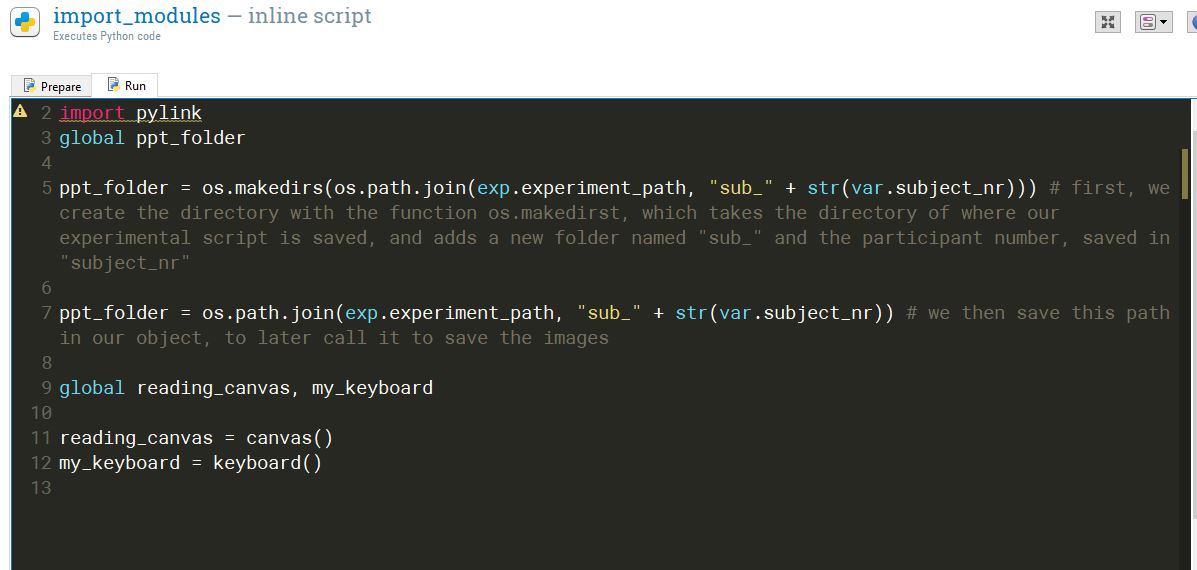 import_modules — inline script
Executes Python code
Prepare
Run
2 import pylink
3 global ppt_folder
4
5 ppt_folder = os.makedirs(os.path.join(exp.experiment_path, "sub_" + str(var.subject_nr))) # first, we
create the directory with the function os.makedirst, which takes the directory of where our
experimental script is saved, and adds a new folder named "sub_" and the participant number, saved in
"subject_nr"
6
7 ppt_folder = os.path.join(exp.experiment_path, "sub_" + str(var.subject_nr)) # we then save this path
in our object, to later call it to save the images
8
9 global reading_canvas, my_keyboard
10
11 reading_canvas = canvas()
12 my_keyboard = keyboard()
13